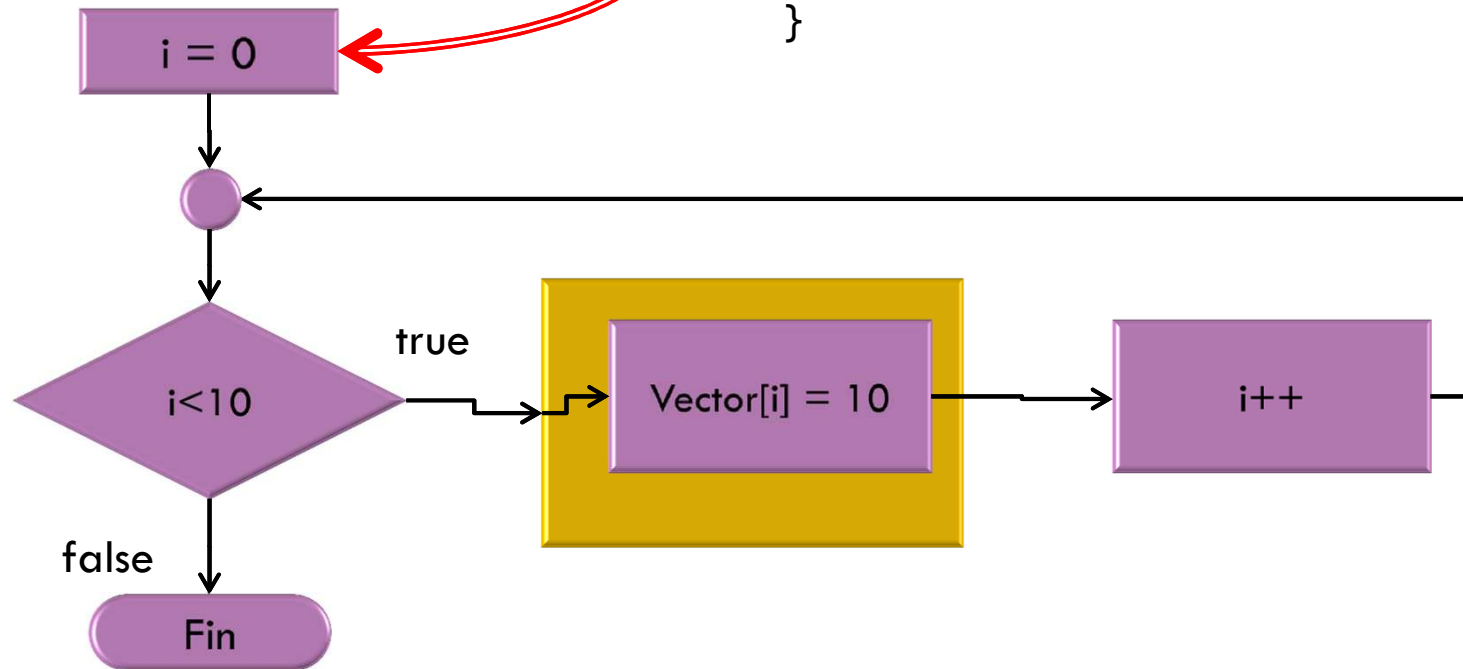 }
i = 0
true
i<10
Vector[i] = 10
i++
false
Fin